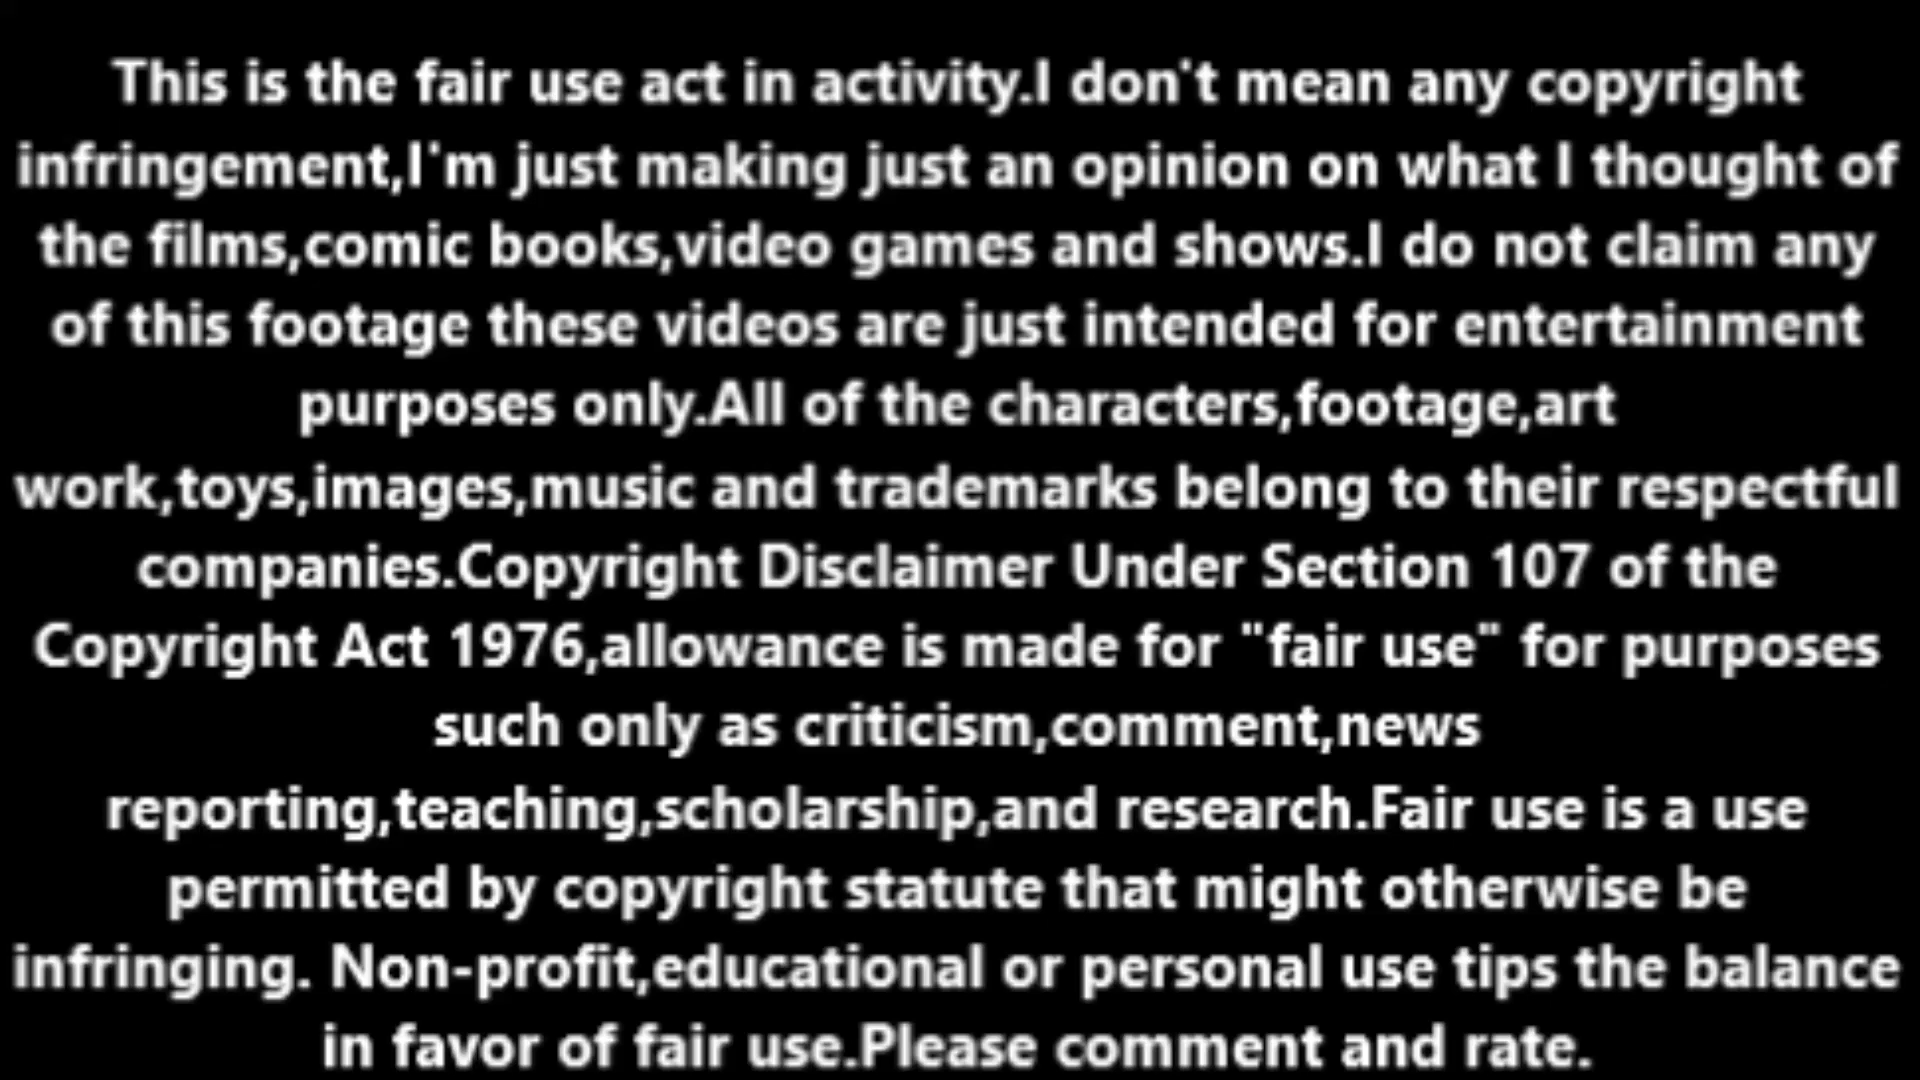 This is the fair use act in activity.I don't mean any copyright
infringement,I'm just making just an opinion on what I thought of
the films,comic books,video games and shows.I do not claim any
of this footage these videos are just intended for entertainment
purposes only.All of the characters,footage,art
work,toys,images,music and trademarks belong to their respectful
companies.Copyright Disclaimer Under Section 107 of the
Copyright Act 1976,allowance is made for "fair use" for purposes
such only as criticism,comment,news
reporting,teaching,scholarship,and research.Fair use is a use
permitted by copyright statute that might otherwise be
infringing. Non-profit,educational or personal use tips the balance
in favor of fair use.Please comment and rate.